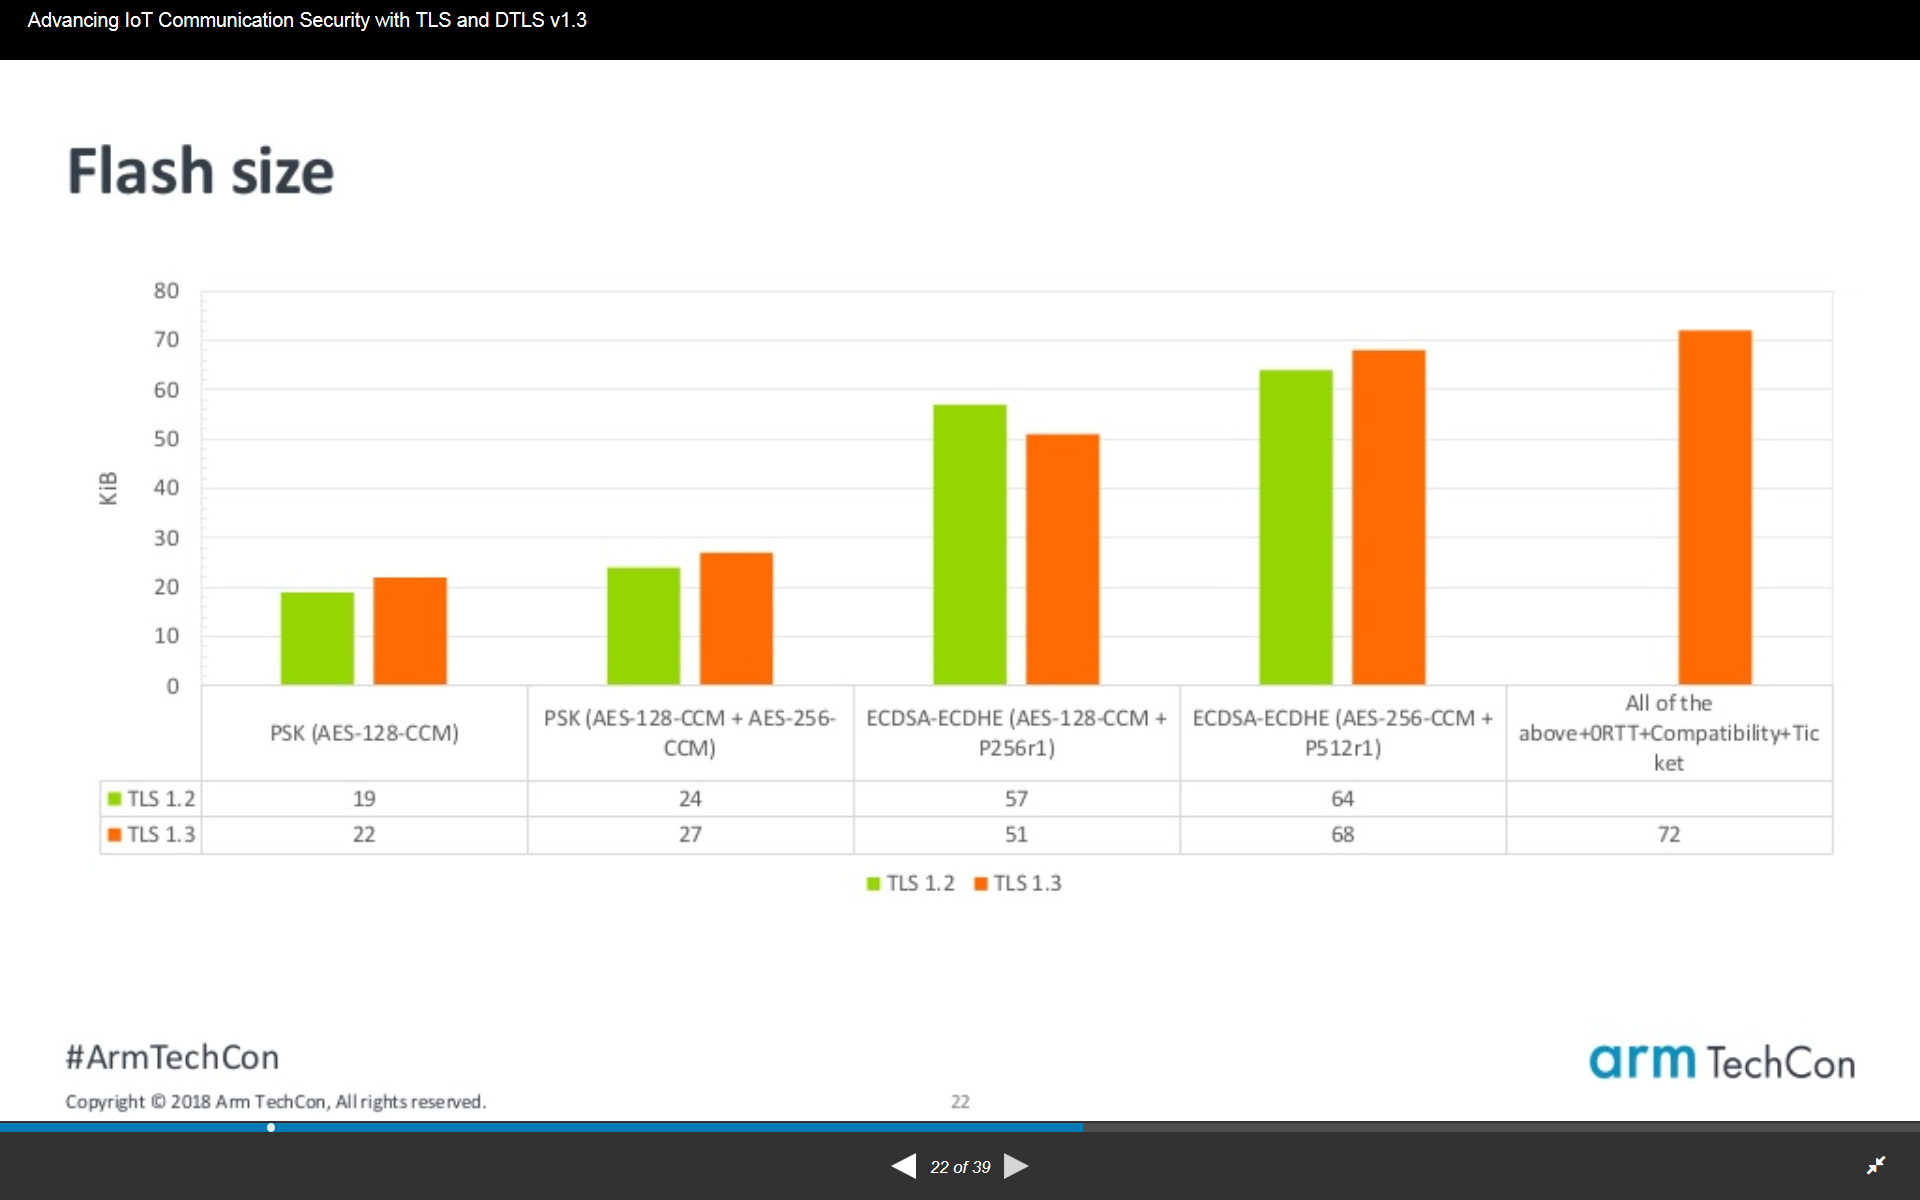 Advancing IoT Communication Security with TLS and DTLS v1.3
Flash size
80
70
60
50
40
30
20
10
0
KiB
PSK (AES-128-CCM)
PSK (AES-128-CCM + AES-256-
CCM)
ECDSA-ECDHE (AES-128-CCM +
P256r1)
ECDSA-ECDHE (AES-256-CCM +
P512r1)
All of the
above+0RTT+Compatibility+Tic
ket
TLS 1.2 19 24 57 64
TLS 1.3 22 27 51 68 72
TLS 1.2 TLS 1.3
#ArmTechCon
arm TechCon
Copyright © 2018 Arm TechCon, All rights reserved.
22
22 of 39